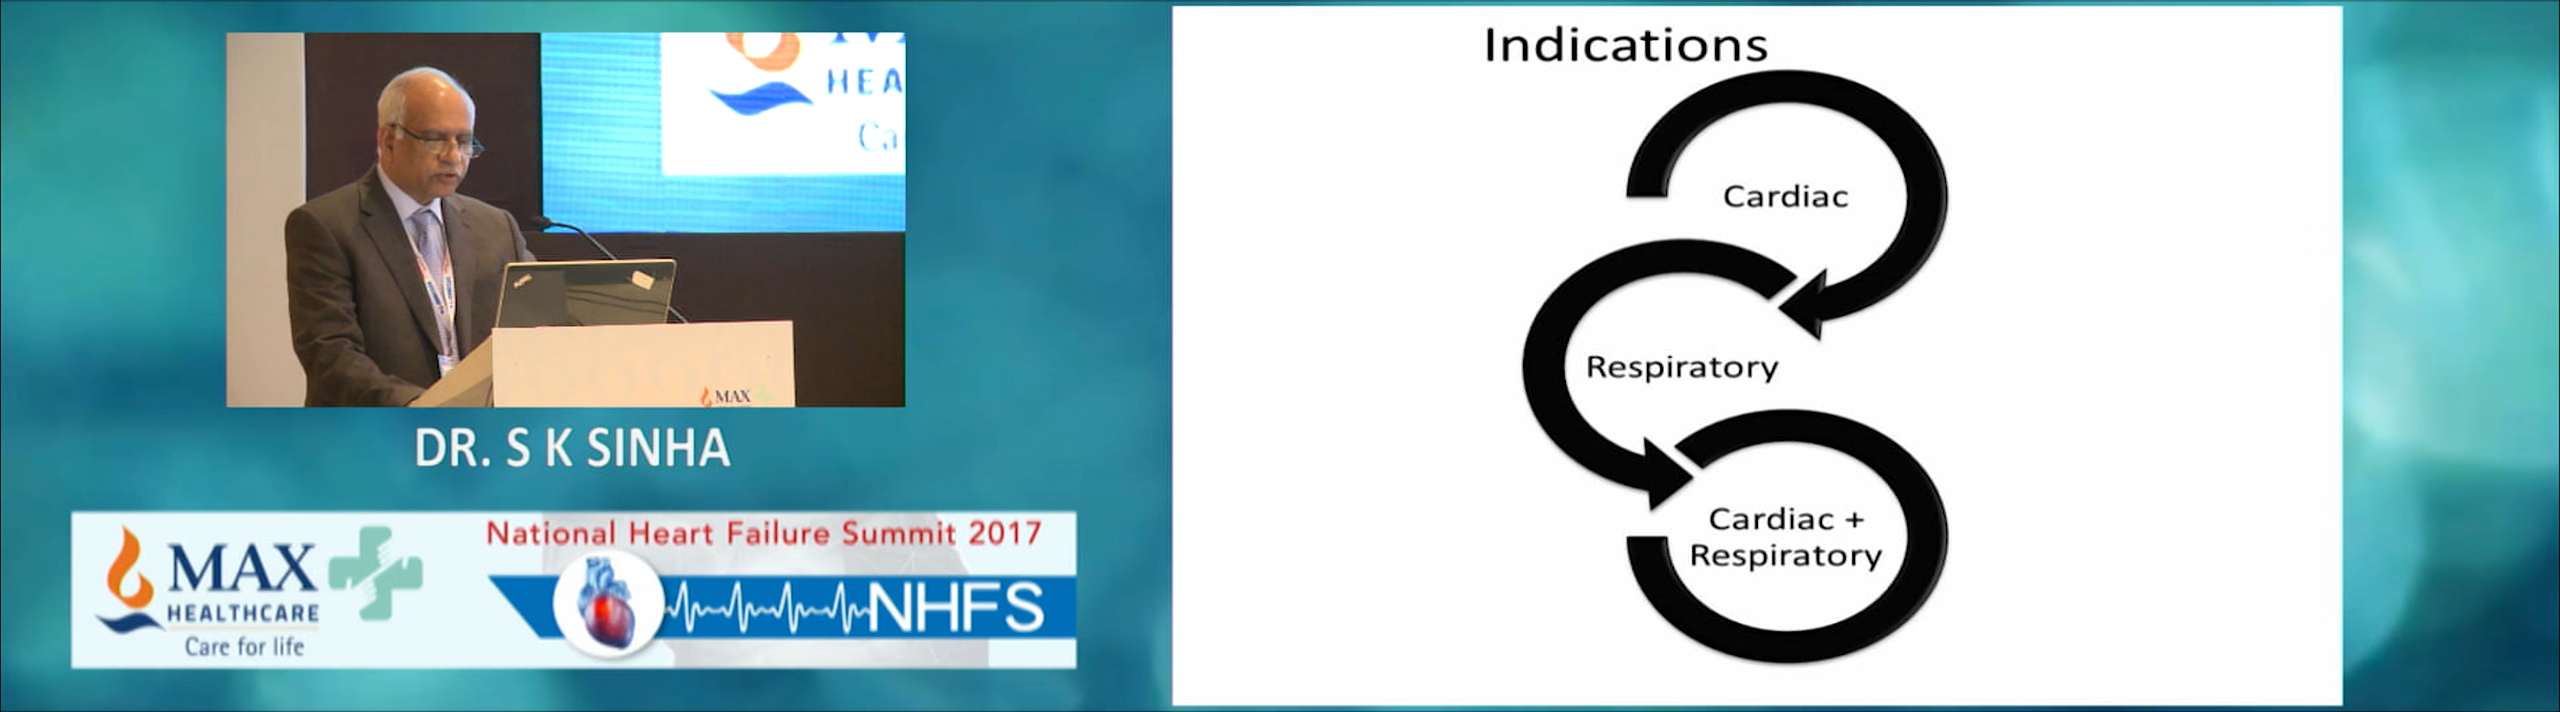 HEA
Ca
MAX
DR. S K SINHA
MAX
HEALTHCARE
Care for life
National Heart Failure Summit 2017
NHFS
Indications
Cardiac
Respiratory
Cardiac +
Respiratory